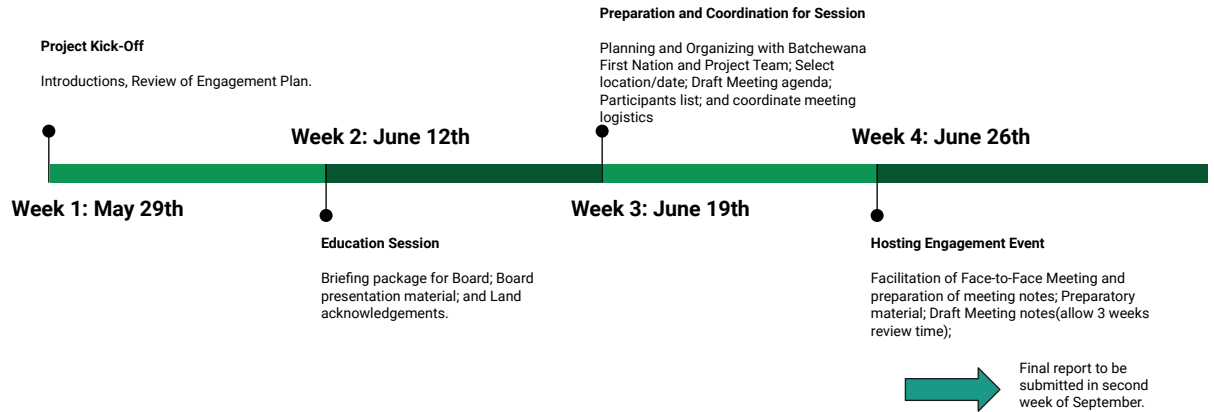 Project Kick-Off
Introductions, Review of Engagement Plan.
Week 1: May 29th
Week 2: June 12th
Education Session
Briefing package for Board; Board
presentation material; and Land
acknowledgements.
Preparation and Coordination for Session
Planning and Organizing with Batchewana
First Nation and Project Team; Select
location/date; Draft Meeting agenda;
Participants list; and coordinate meeting
logistics
Week 3: June 19th
Week 4: June 26th
Hosting Engagement Event
Facilitation of Face-to-Face Meeting and
preparation of meeting notes; Preparatory
material; Draft Meeting notes(allow 3 weeks
review time);
Final report to be
submitted in second
week of September.